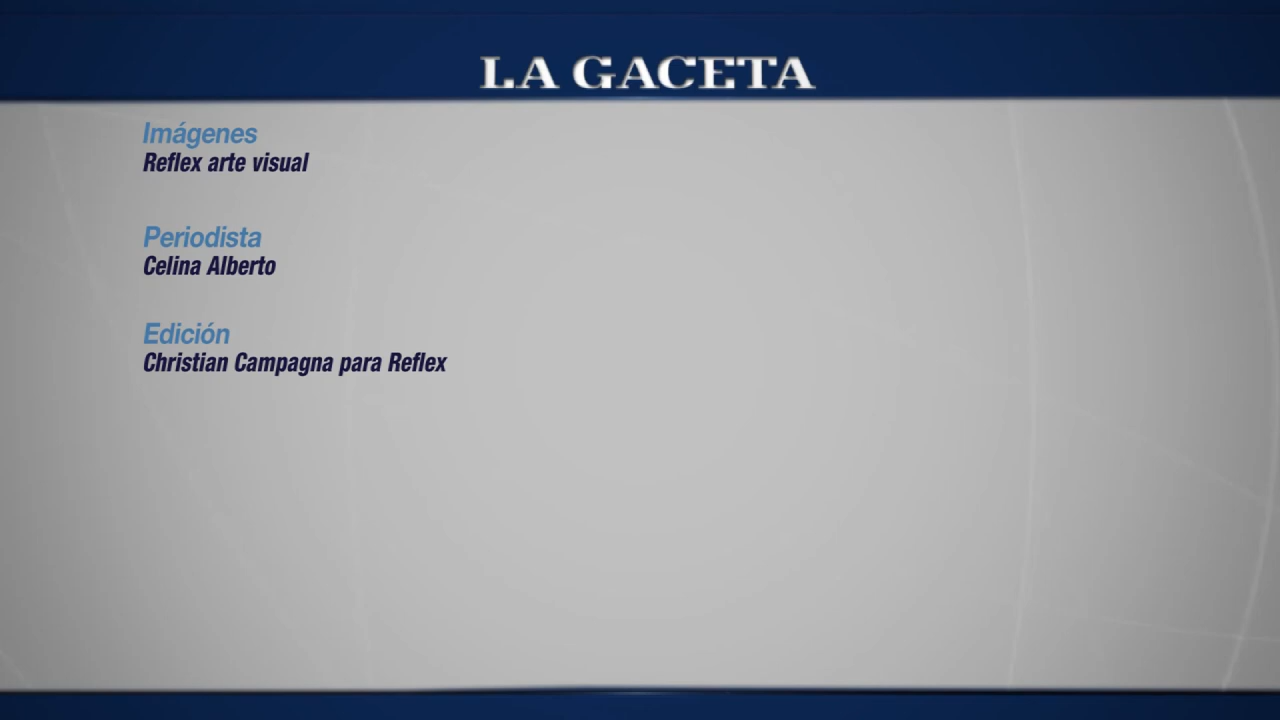 LA GACETA
Imágenes
Reflex arte visual
Periodista
Celina Alberto
Edición
Christian Campagna para Reflex